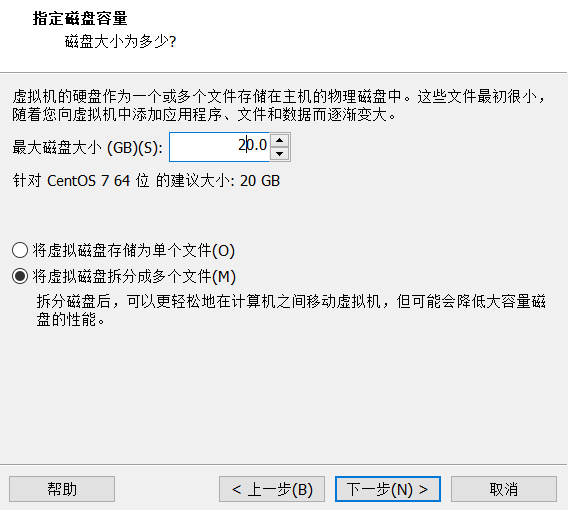 指定磁盘容量
磁盘大小为多少?
虚拟机的硬盘作为一个或多个文件存储在主机的物理磁盘中。这些文件最初很小，
随着您向虚拟机中添加应用程序、文件和数据而逐渐变大。
最大磁盘大小 (GB)(S): 20.0
针对 CentOS 7 64 位 的建议大小: 20 GB
将虚拟磁盘存储为单个文件(O)
将虚拟磁盘拆分成多个文件(M)
拆分磁盘后，可以更轻松地在计算机之间移动虚拟机，但可能会降低大容量磁
盘的性能。
帮助 < 上一步(B) 下一步(N) > 取消